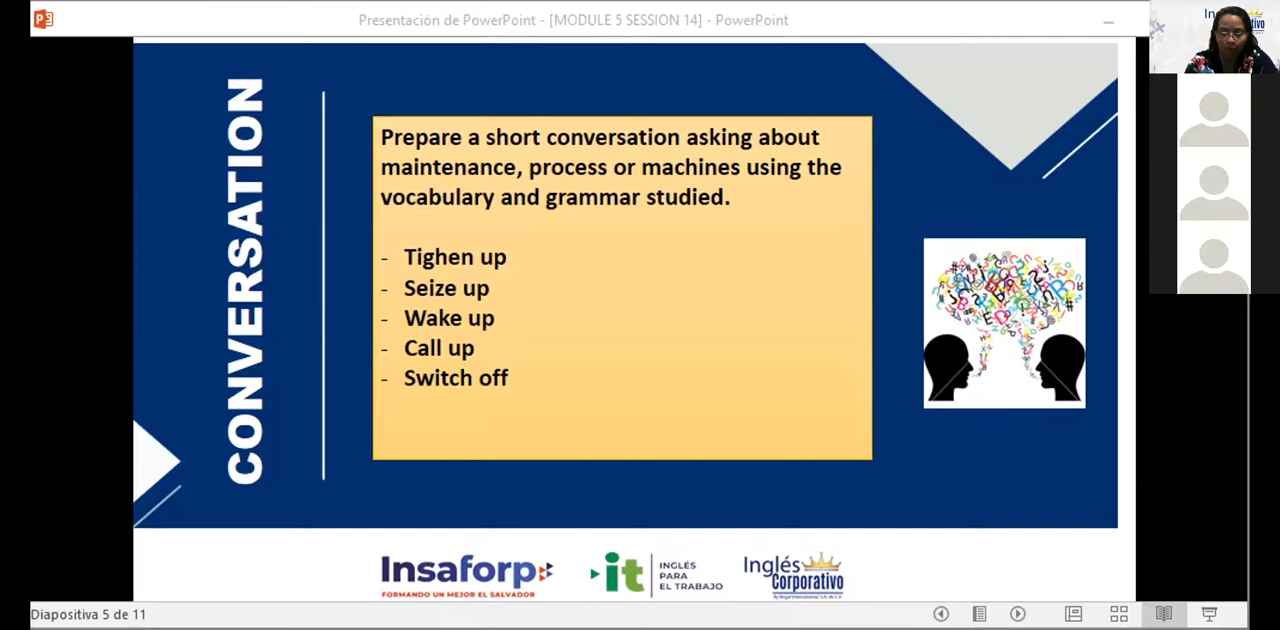 Presentación de PowerPoint - [MODULE 5 SESSION 14] - PowerPoint
CONVERSATION
Prepare a short conversation asking about
maintenance, process or machines using the
vocabulary and grammar studied.
- Tighen up
- Seize up
- Wake up
- Call up
- Switch off
Insaforp
FORMANDO UN MEJOR EL SALVADOR
it
INGLÉS
PARA
EL TRABAJO
Inglés
Corporativo
Diapositiva 5 de 11